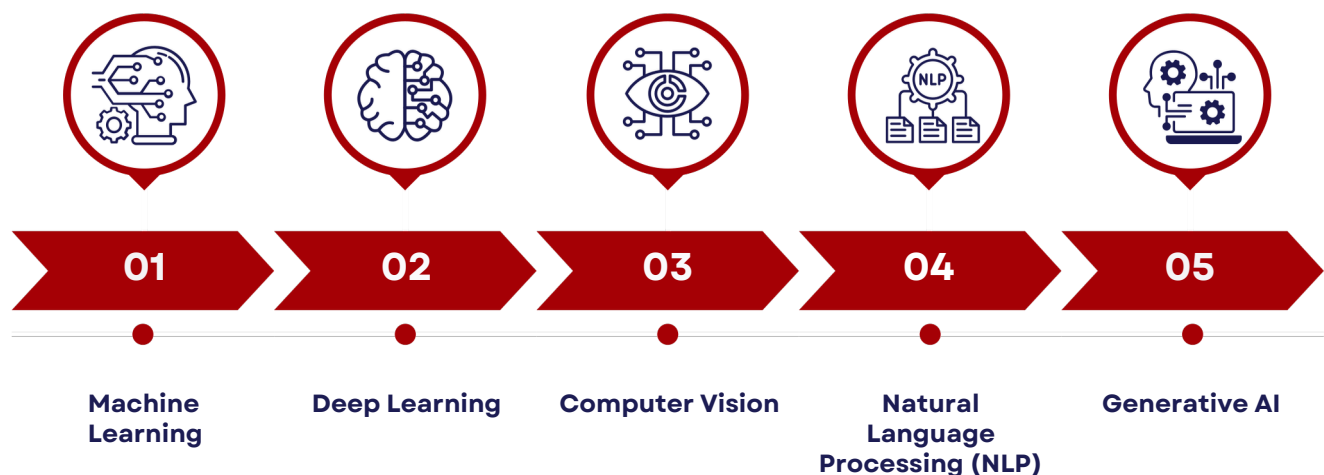 NLP
01
02
03
04
05
Machine
Learning
Deep Learning
Computer Vision
Natural
Language
Processing (NLP)
Generative AI